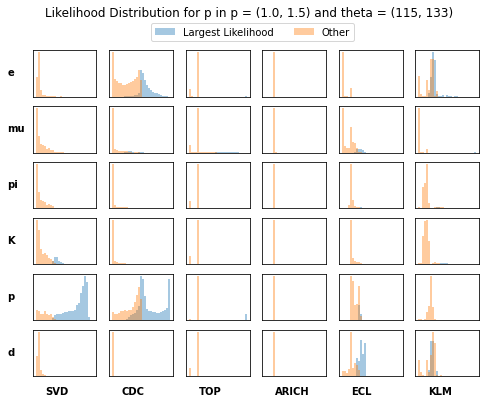 Likelihood Distribution for p in p = (1.0, 1.5) and theta = (115, 133)
Largest Likelihood Other
e
mu
pi
K
p
d
SVD CDC TOP ARICH ECL KLM